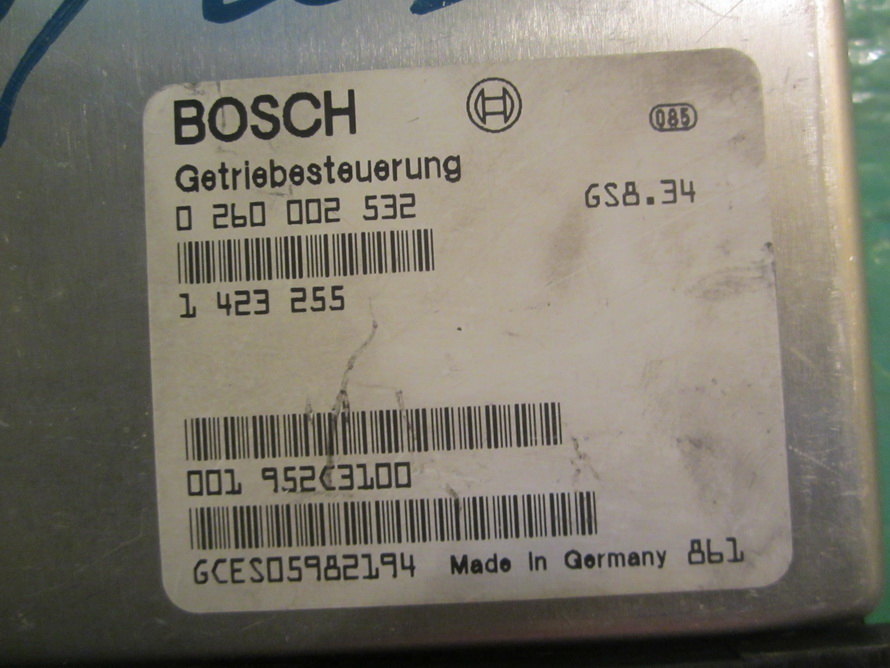 BOSCH
085
Getriebesteuerung
0 260 002 532
GS8.34
1 423 255
001 952C3100
GCES05982194 Made in Germany 861